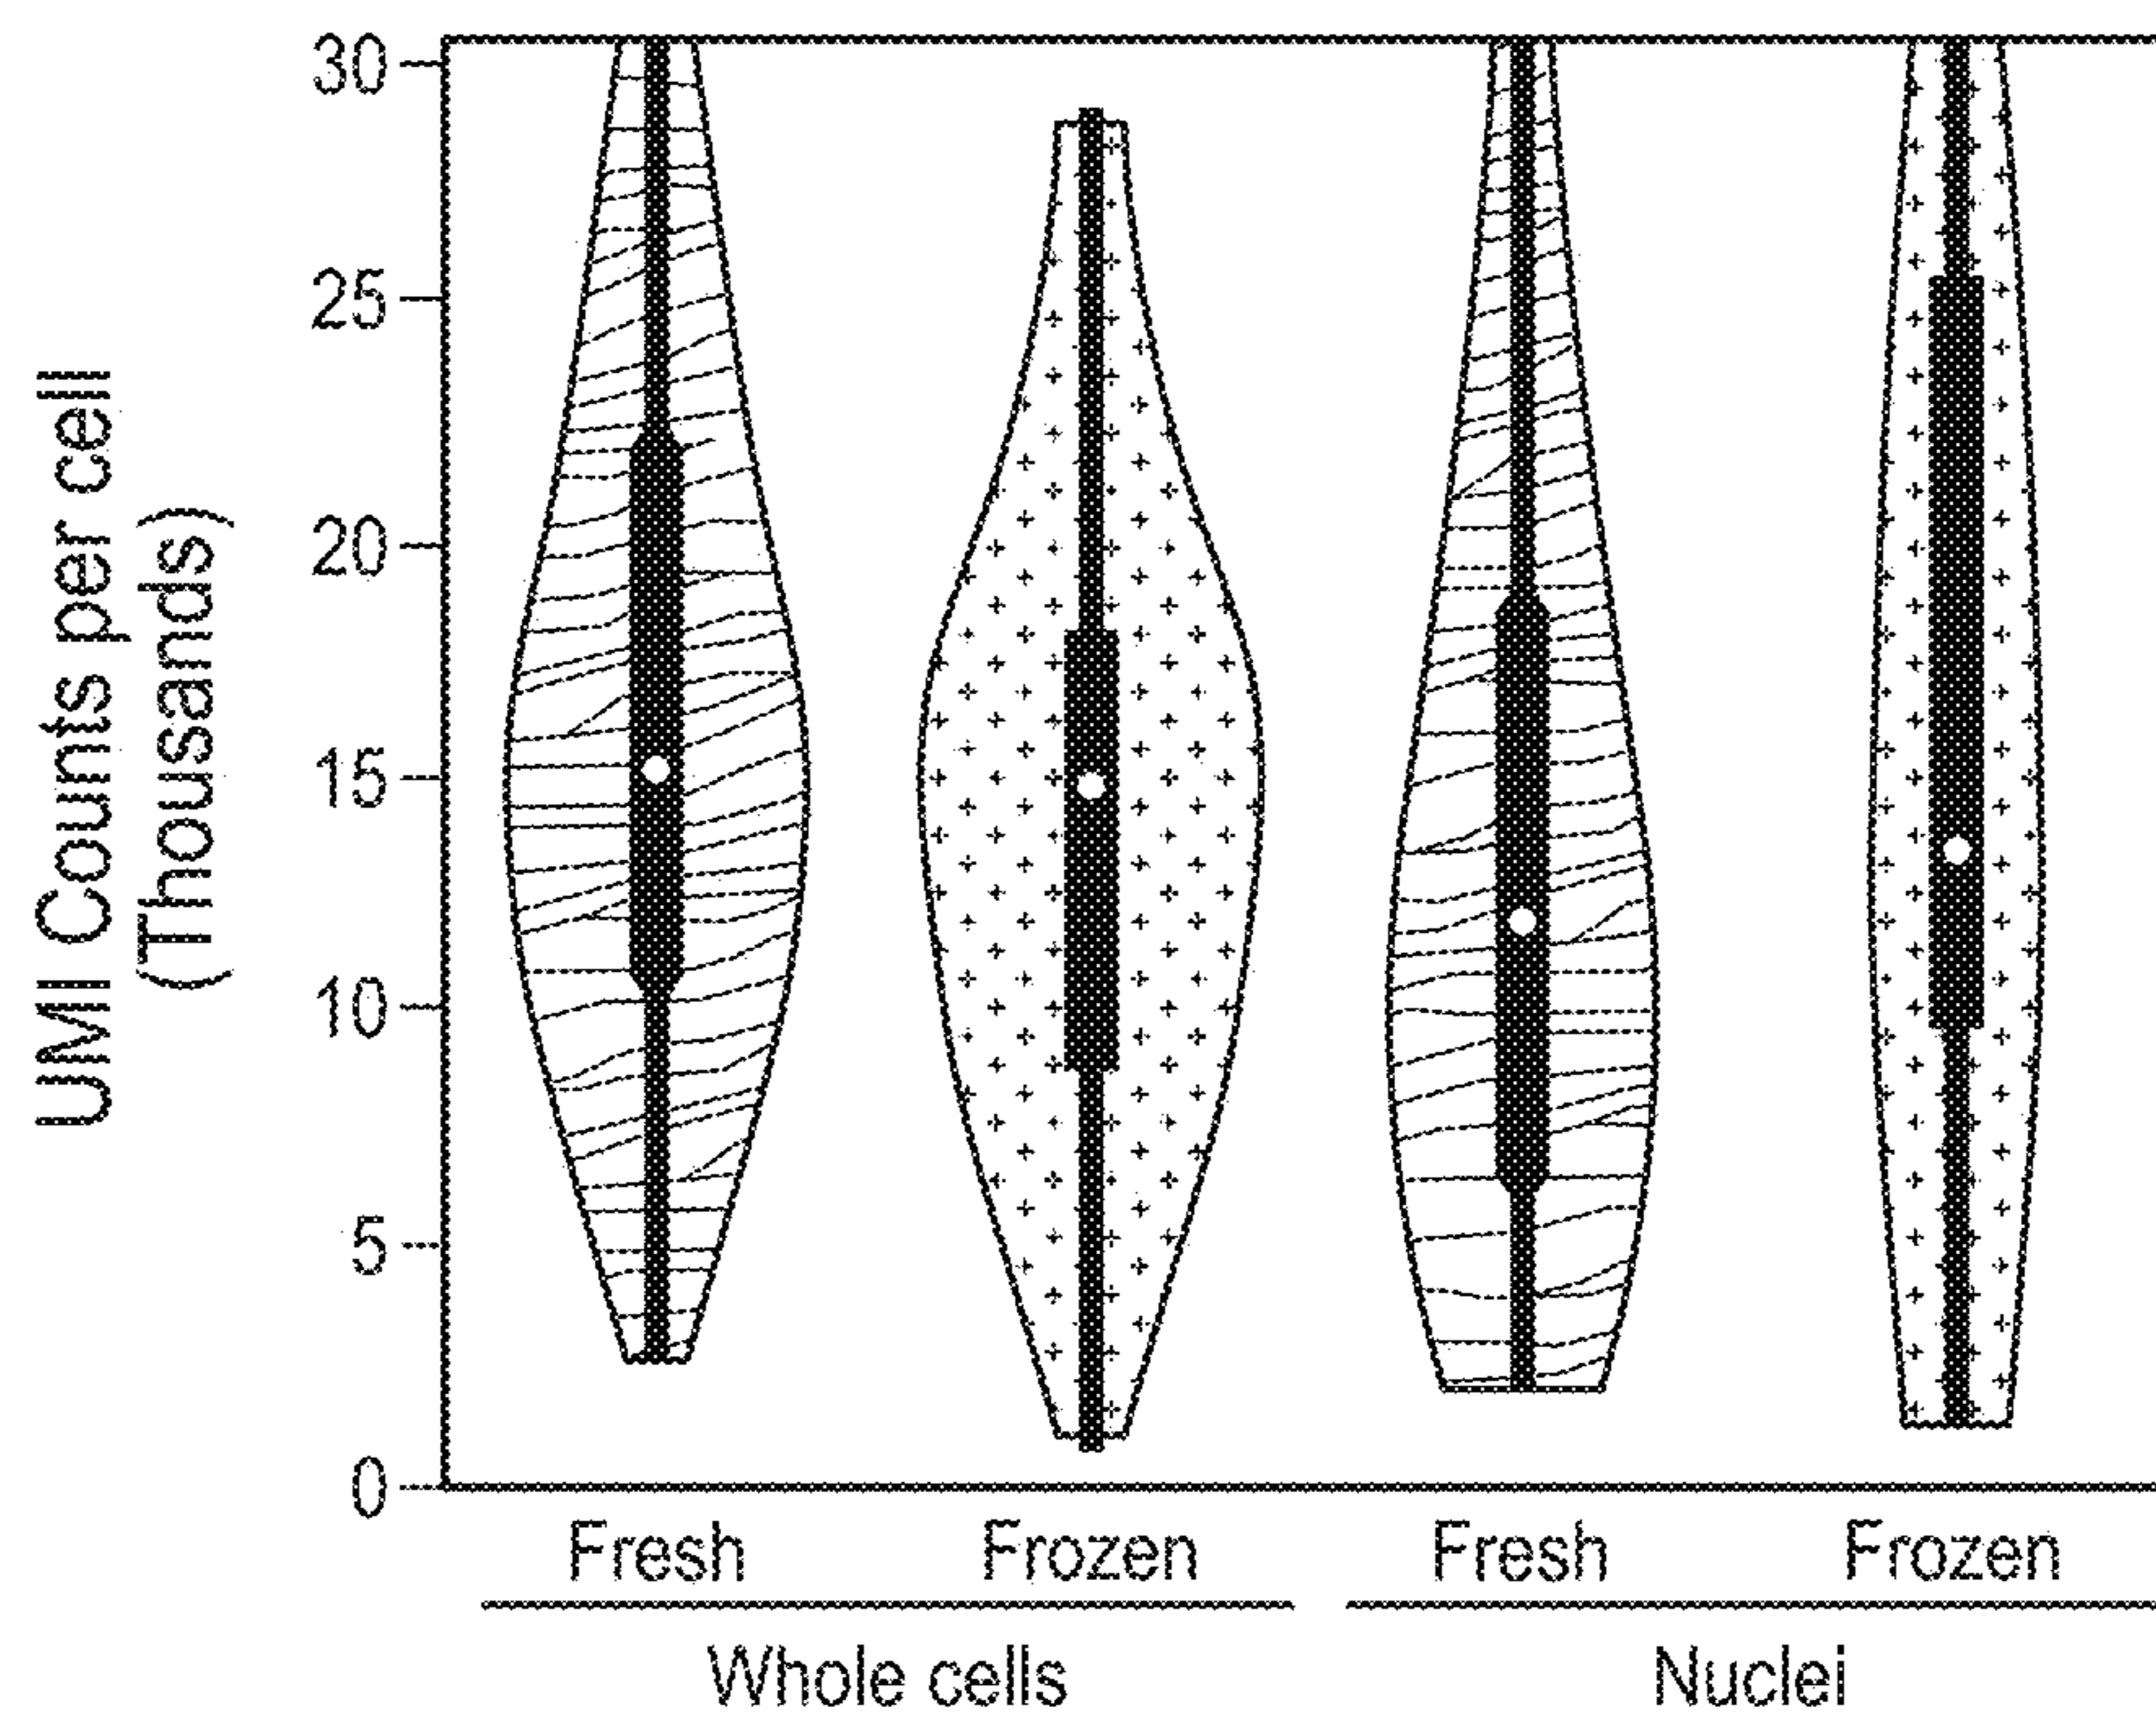 UMI Counts per cell
(Thousands)
30
25
20
15
10
5
0
Fresh Frozen Fresh Frozen
Whole cells Nuclei